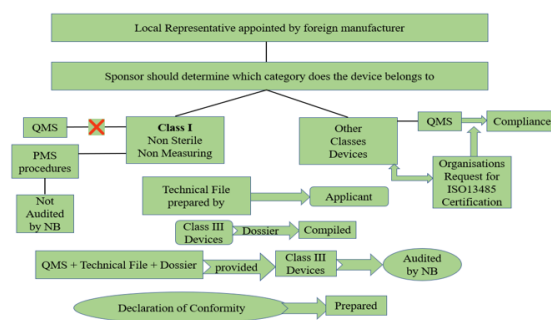 Local Representative appointed by foreign manufacturer
Sponsor should determine which category does the device belongs to
QMS
Class I
Non Sterile
Non Measuring
Other
Classes
Devices
QMS
Compliance
PMS
procedures
Organisations
Request for
ISO13485
Certification
Not
Audited
by NB
Technical File
prepared by
Applicant
Class III
Devices
Dossier
Compiled
QMS + Technical File + Dossier
provided
Class III
Devices
Audited
by NB
Declaration of Conformity
Prepared